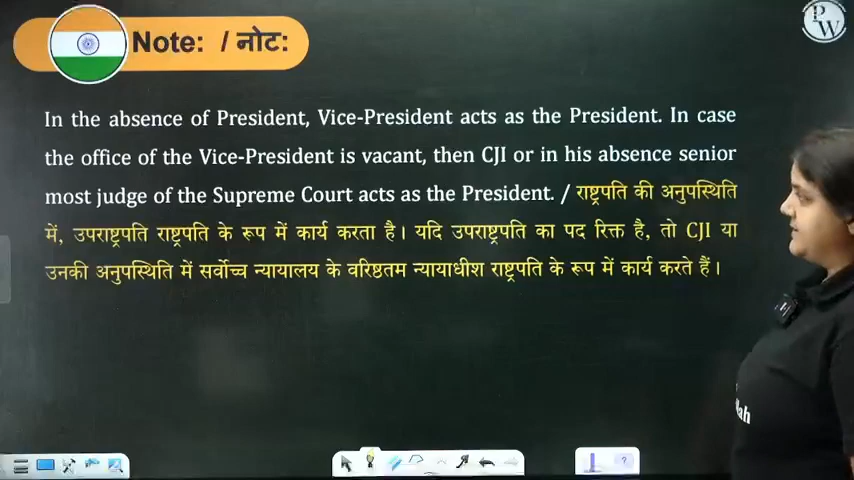 Note: / नोट:
PW
In the absence of President, Vice-President acts as the President. In case
the office of the Vice-President is vacant, then CJI or in his absence senior
most judge of the Supreme Court acts as the President. / राष्ट्रपति की अनुपस्थिति
में, उपराष्ट्रपति राष्ट्रपति के रूप में कार्य करता है। यदि उपराष्ट्रपति का पद रिक्त है, तो CJI या
उनकी अनुपस्थिति में सर्वोच्च न्यायालय के वरिष्ठतम न्यायाधीश राष्ट्रपति के रूप में कार्य करते हैं।